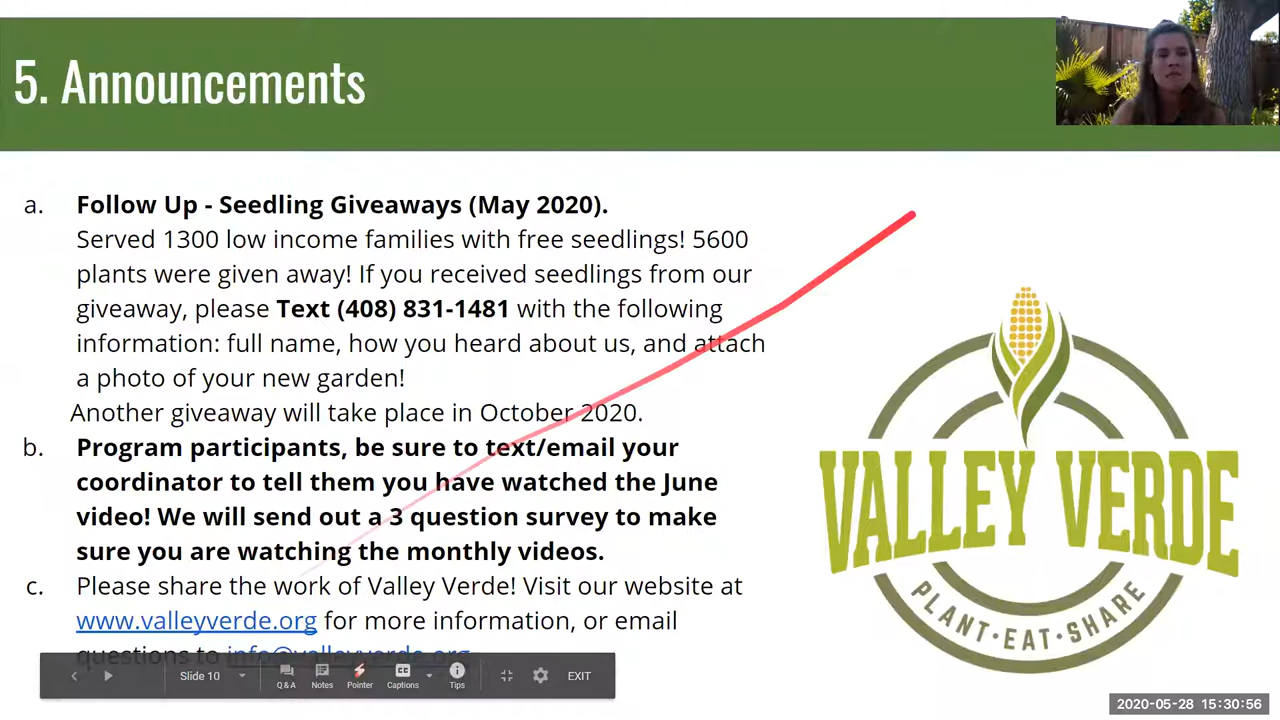 5. Announcements
a. Follow Up - Seedling Giveaways (May 2020).
Served 1300 low income families with free seedlings! 5600
plants were given away! If you received seedlings from our
giveaway, please Text (408) 831-1481 with the following
information: full name, how you heard about us, and attach
a photo of your new garden!
Another giveaway will take place in October 2020.
b. Program participants, be sure to text/email your
coordinator to tell them you have watched the June
video! We will send out a 3 question survey to make
sure you are watching the monthly videos.
c. Please share the work of Valley Verde! Visit our website at
www.valleyverde.org for more information, or email
questions to info@valleyverde.org
VALLEY VERDE
PLANT·EAT·SHARE
Slide 10
Q & A
Notes
Pointer
Captions
Tips
EXIT
2020-05-28 15:30:56